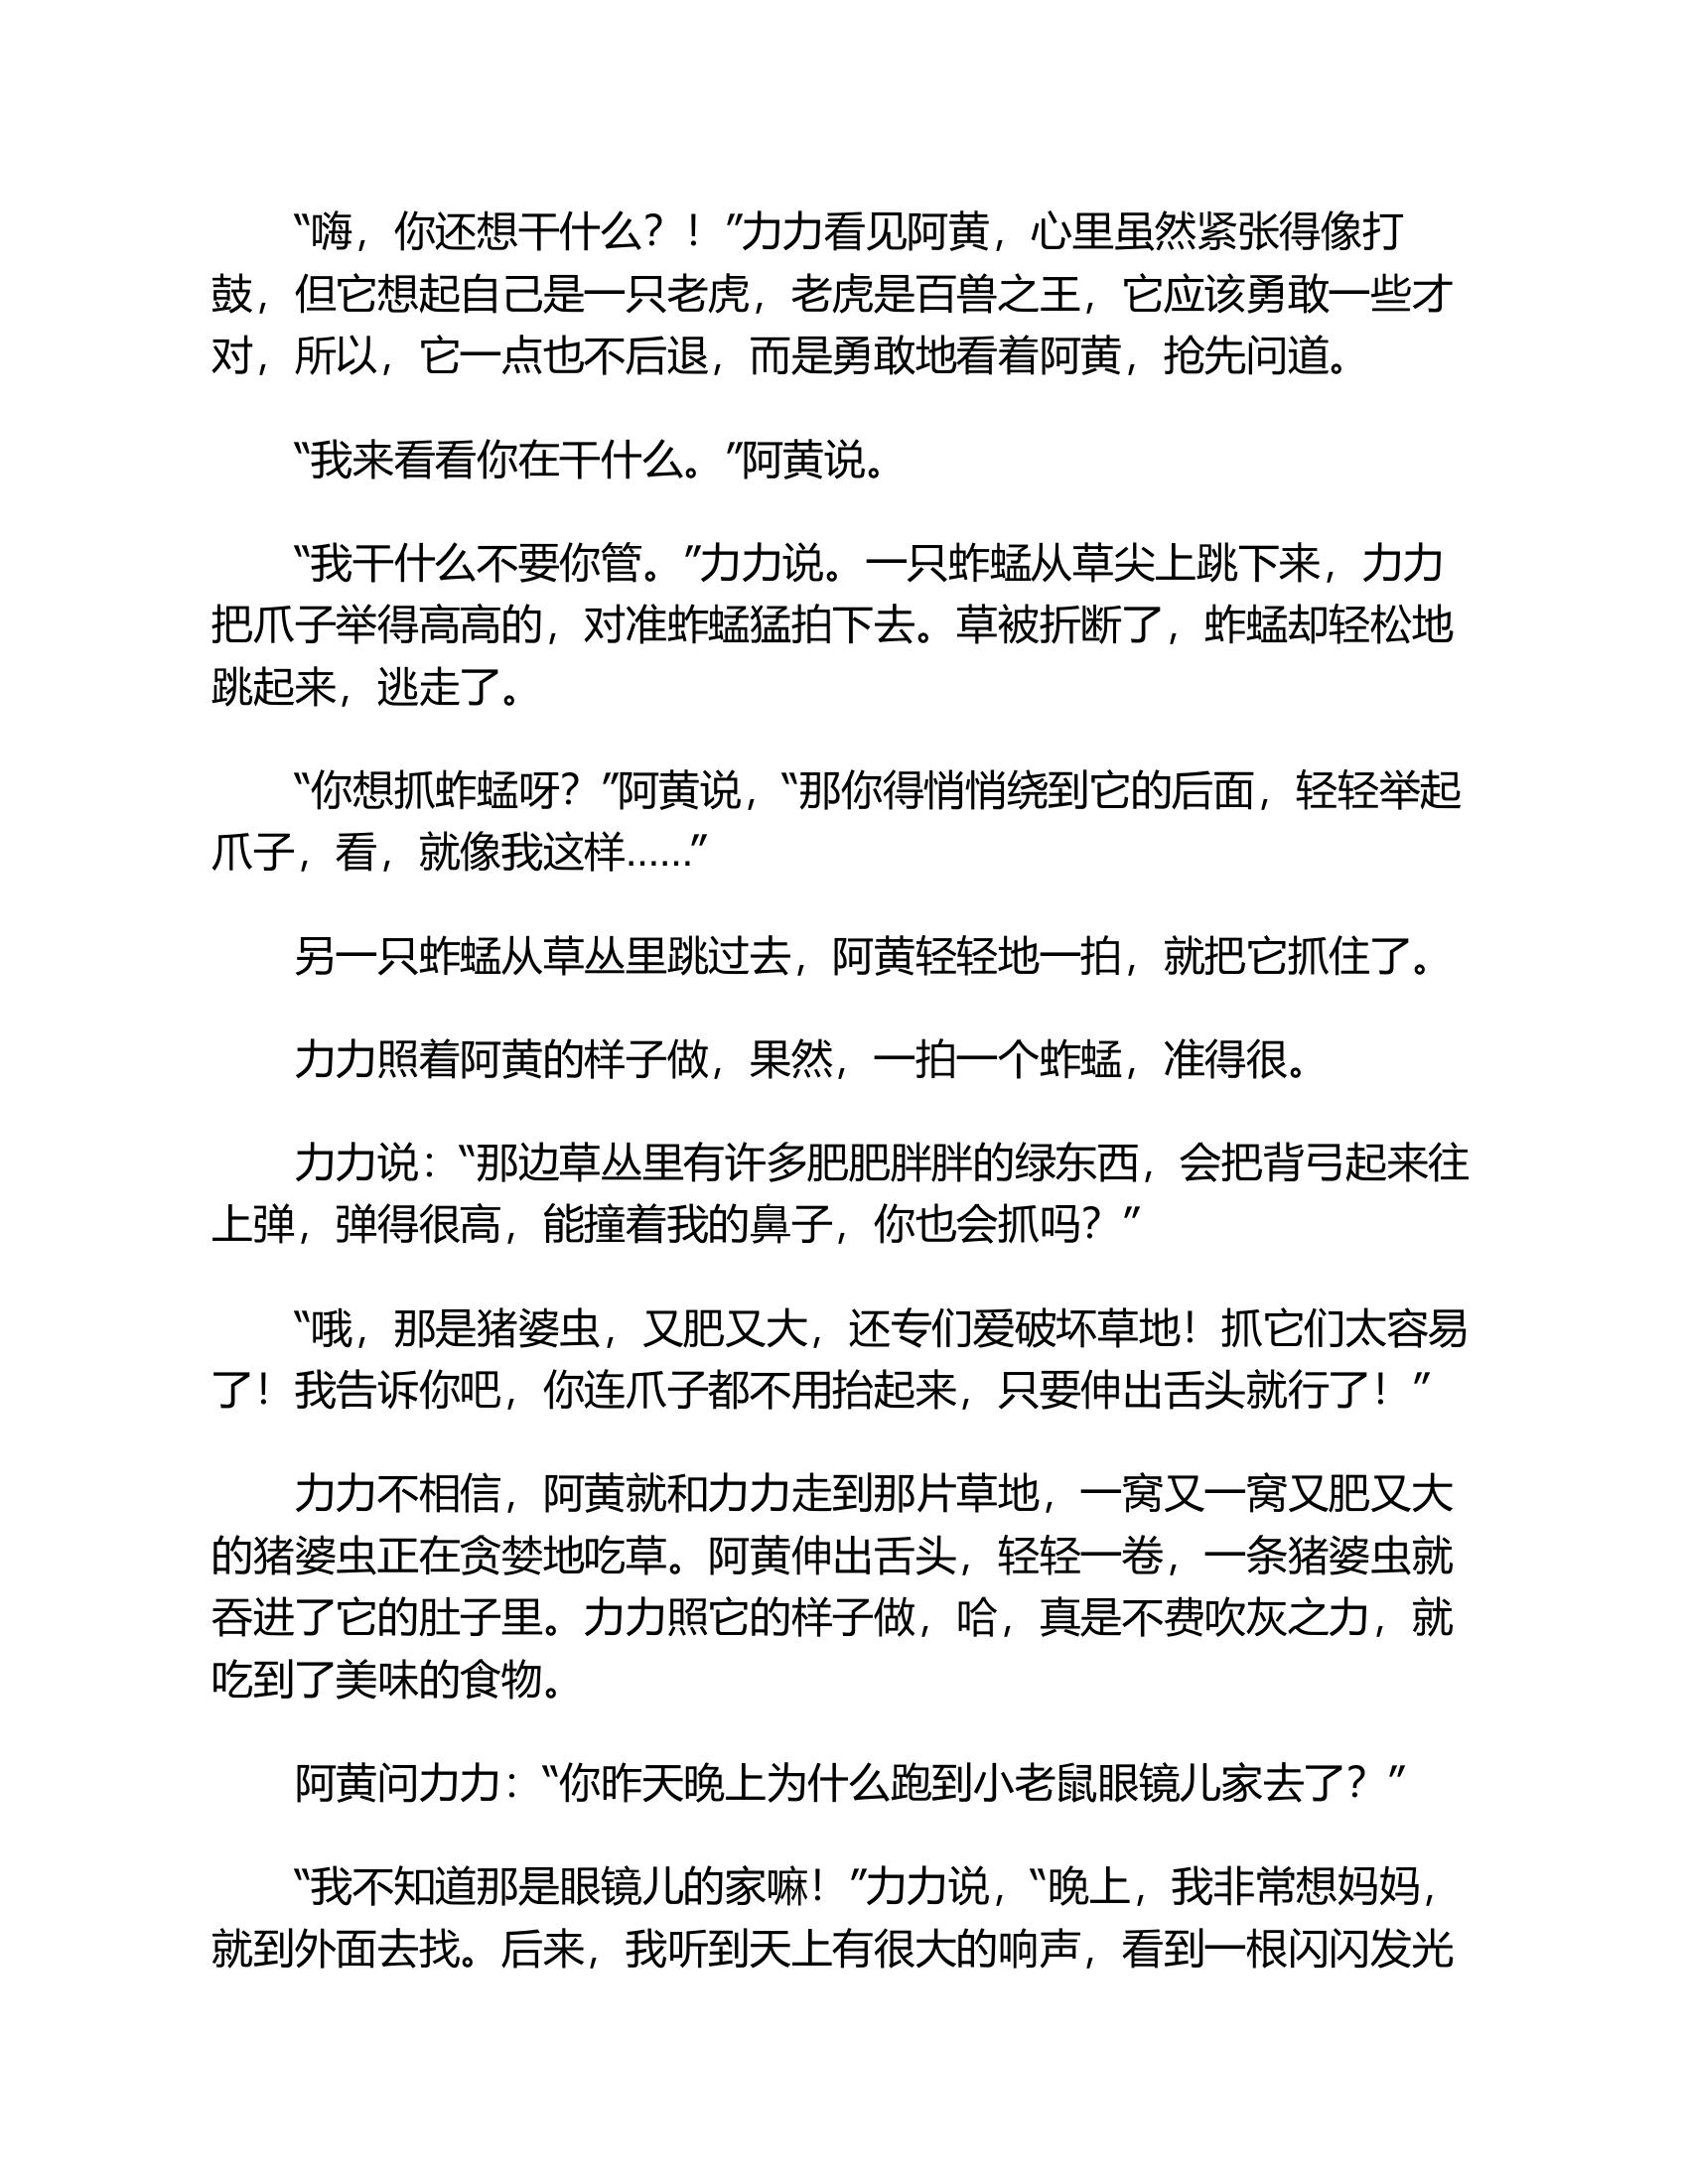 “嗨，你还想干什么？！”力力看见阿黄，心里虽然紧张得像打
鼓，但它想起自己是一只老虎，老虎是百兽之王，它应该勇敢一些才
对，所以，它一点也不后退，而是勇敢地看着阿黄，抢先问道。
“我来看看你在干什么。”阿黄说。
“我干什么不要你管。”力力说。一只蚱蜢从草尖上跳下来，力力
把爪子举得高高的，对准蚱蜢猛拍下去。草被折断了，蚱蜢却轻松地
跳起来，逃走了。
“你想抓蚱蜢呀？”阿黄说，“那你得悄悄绕到它的后面，轻轻举起
爪子，看，就像我这样……”
另一只蚱蜢从草丛里跳过去，阿黄轻轻地一拍，就把它抓住了。
力力照着阿黄的样子做，果然，一拍一个蚱蜢，准得很。
力力说：“那边草丛里有许多肥肥胖胖的绿东西，会把背弓起来往
上弹，弹得很高，能撞着我的鼻子，你也会抓吗？”
“哦，那是猪婆虫，又肥又大，还专们爱破坏草地！抓它们太容易
了！我告诉你吧，你连爪子都不用抬起来，只要伸出舌头就行了！”
力力不相信，阿黄就和力力走到那片草地，一窝又一窝又肥又大
的猪婆虫正在贪婪地吃草。阿黄伸出舌头，轻轻一卷，一条猪婆虫就
吞进了它的肚子里。力力照它的样子做，哈，真是不费吹灰之力，就
吃到了美味的食物。
阿黄问力力：“你昨天晚上为什么跑到小老鼠眼镜儿家去了？”
“我不知道那是眼镜儿的家嘛！”力力说，“晚上，我非常想妈妈，
就到外面去找。后来，我听到天上有很大的响声，看到一根闪闪发光